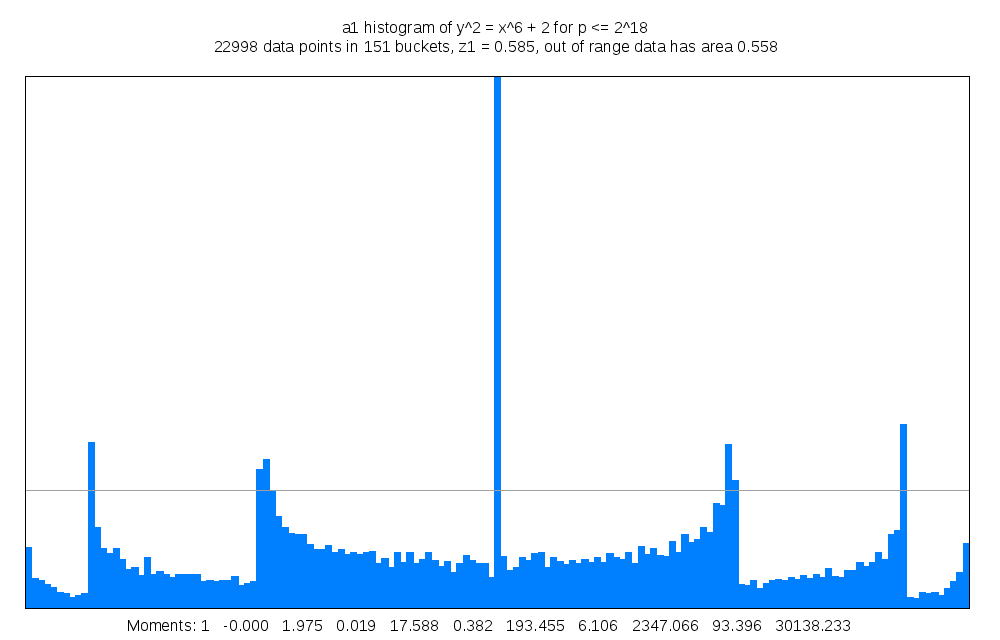 a1 histogram of y^2 = x^6 + 2 for p <= 2^18
22998 data points in 151 buckets, z1 = 0.585, out of range data has area 0.558
Moments: 1 -0.000 1.975 0.019 17.588 0.382 193.455 6.106 2347.066 93.396 30138.233